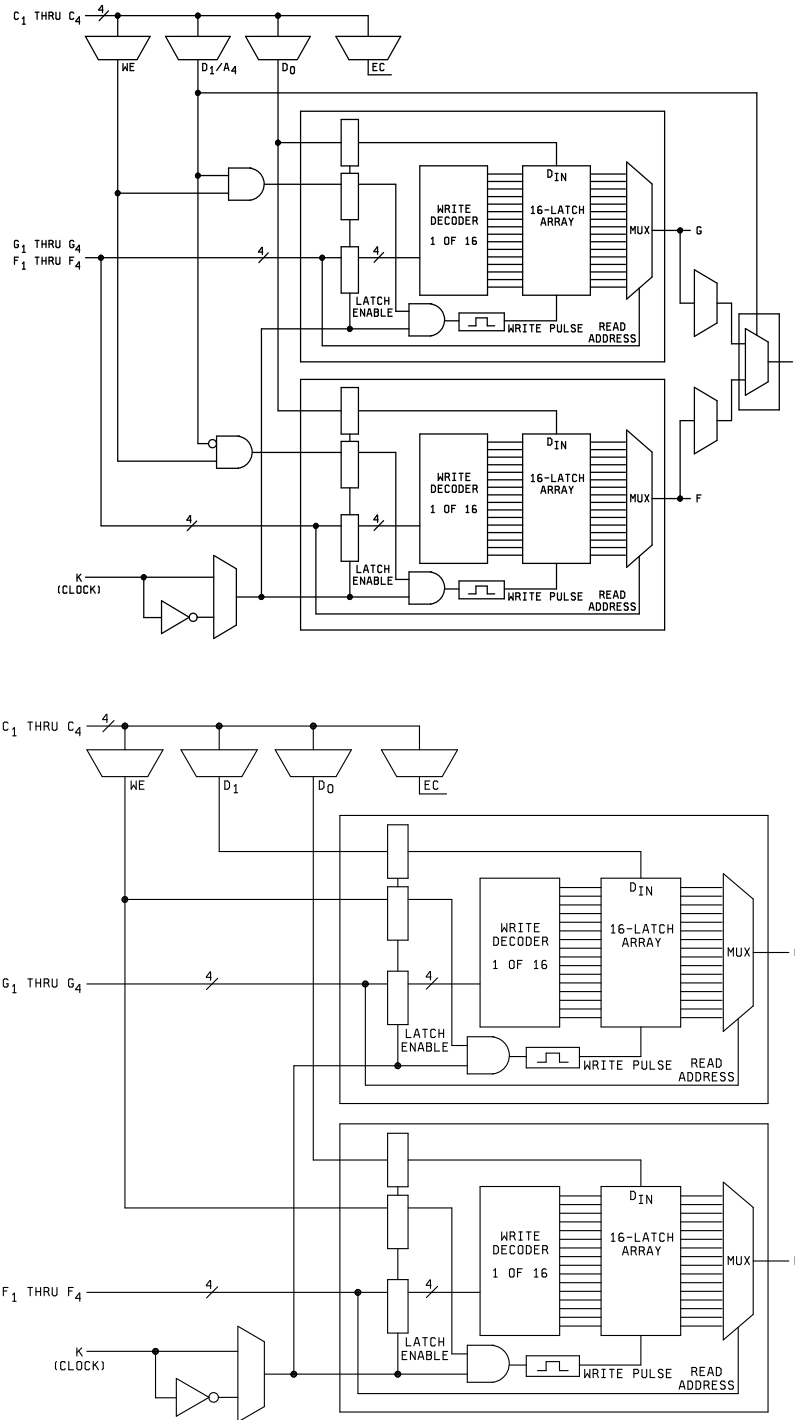 C1 THRU C4
4
WE
D1/A4
D0
EC
DIN
WRITE DECODER
1 OF 16
16-LATCH ARRAY
MUX
G
G1 THRU G4
F1 THRU F4
4
4
LATCH ENABLE
WRITE PULSE
READ ADDRESS
DIN
WRITE DECODER
1 OF 16
16-LATCH ARRAY
MUX
F
4
4
K
(CLOCK)
LATCH ENABLE
WRITE PULSE
READ ADDRESS
C1 THRU C4
4
WE
D1
D0
EC
DIN
WRITE DECODER
1 OF 16
16-LATCH ARRAY
MUX
G1 THRU G4
4
4
LATCH ENABLE
WRITE PULSE
READ ADDRESS
DIN
WRITE DECODER
1 OF 16
16-LATCH ARRAY
MUX
F1 THRU F4
4
4
K
(CLOCK)
LATCH ENABLE
WRITE PULSE
READ ADDRESS